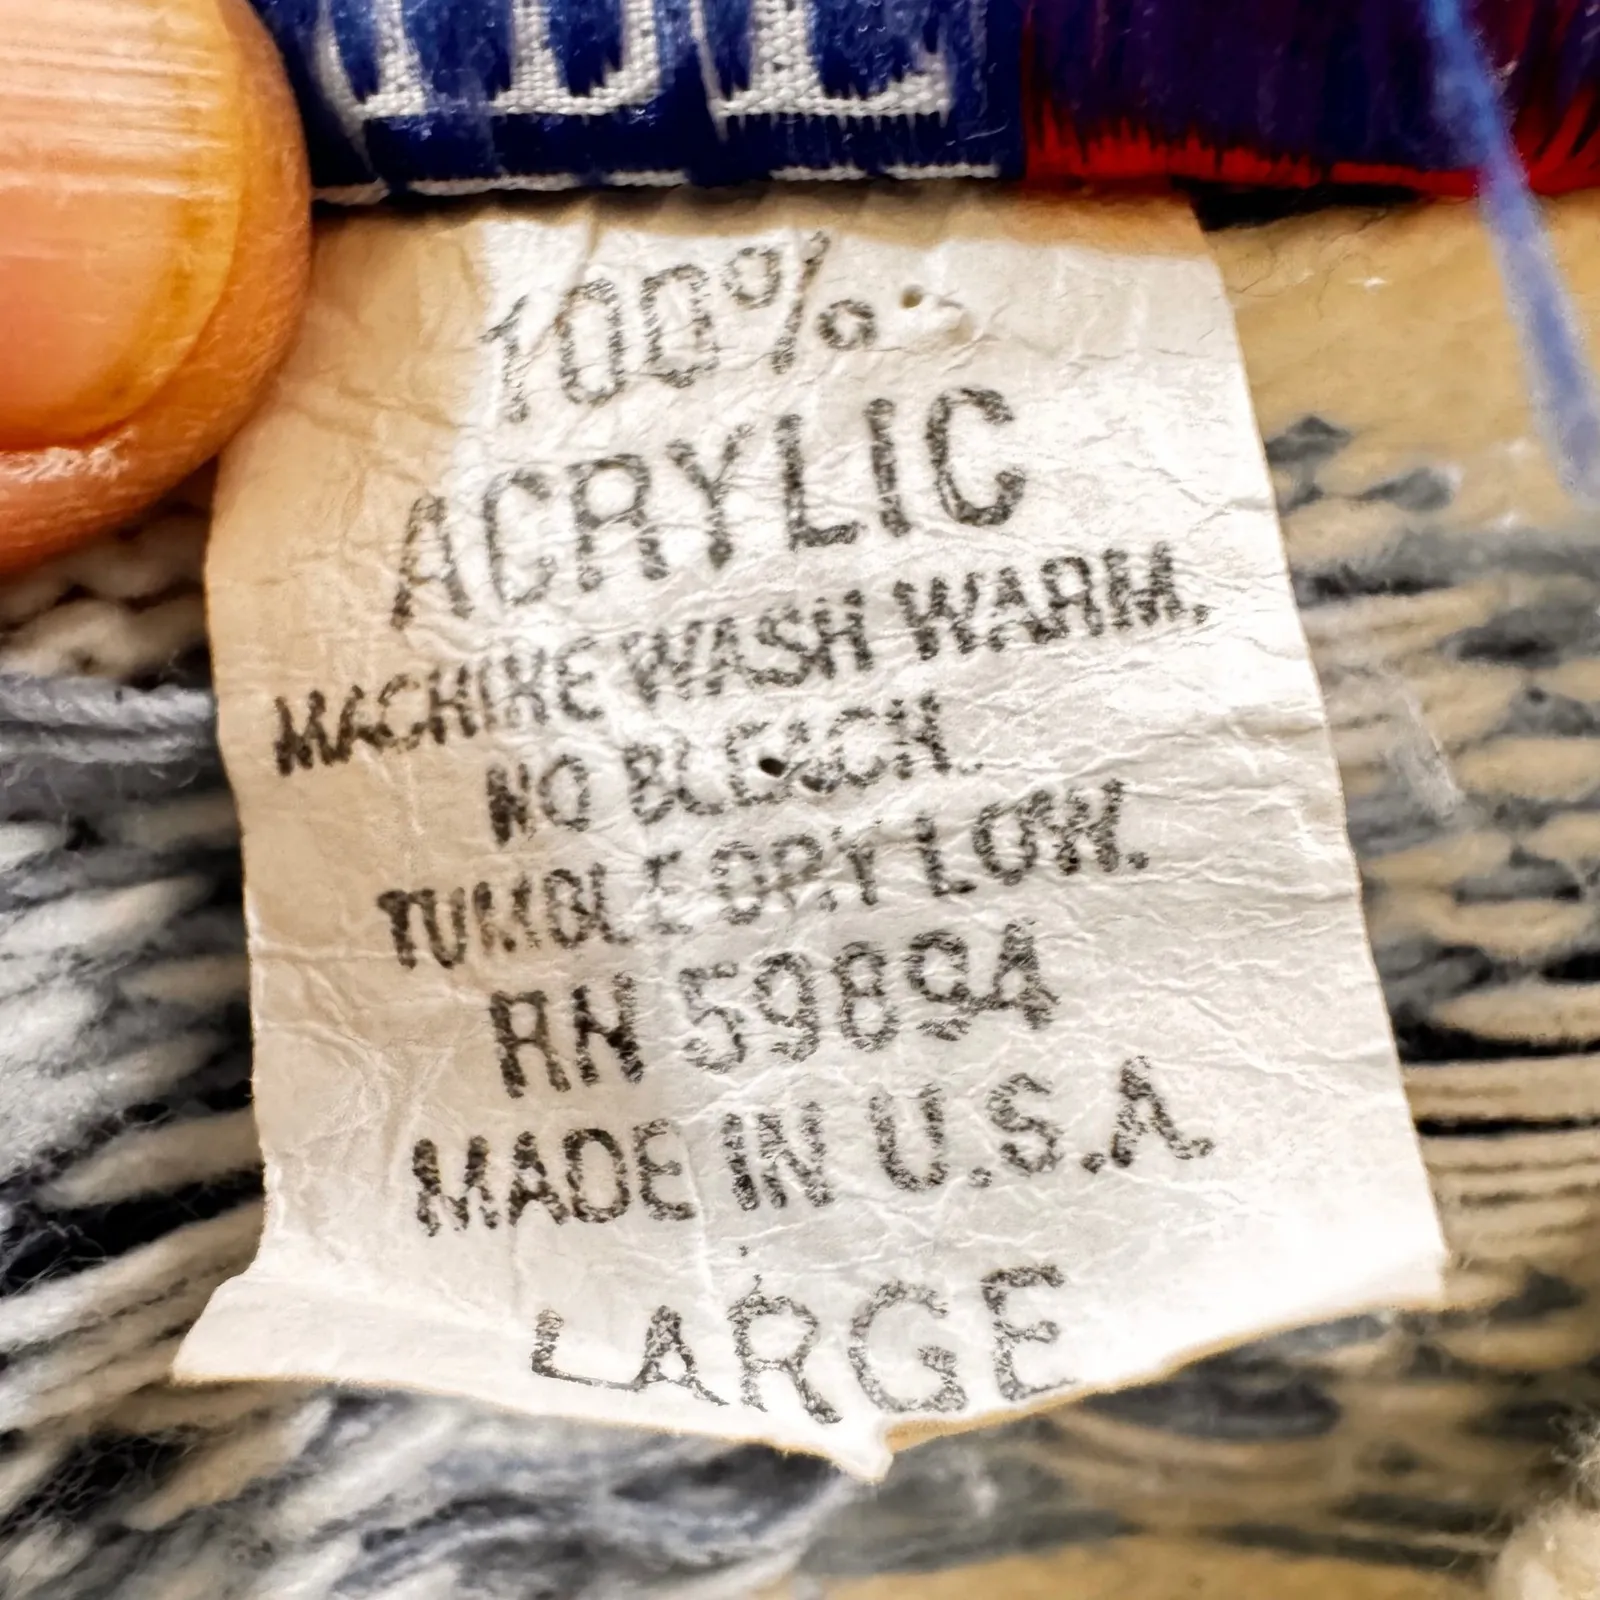 100%
ACRYLIC
MACHINE WASH WARM.
NO BLEACH.
TUMBLE DRY LOW.
RN 59894
MADE IN U.S.A.
LARGE